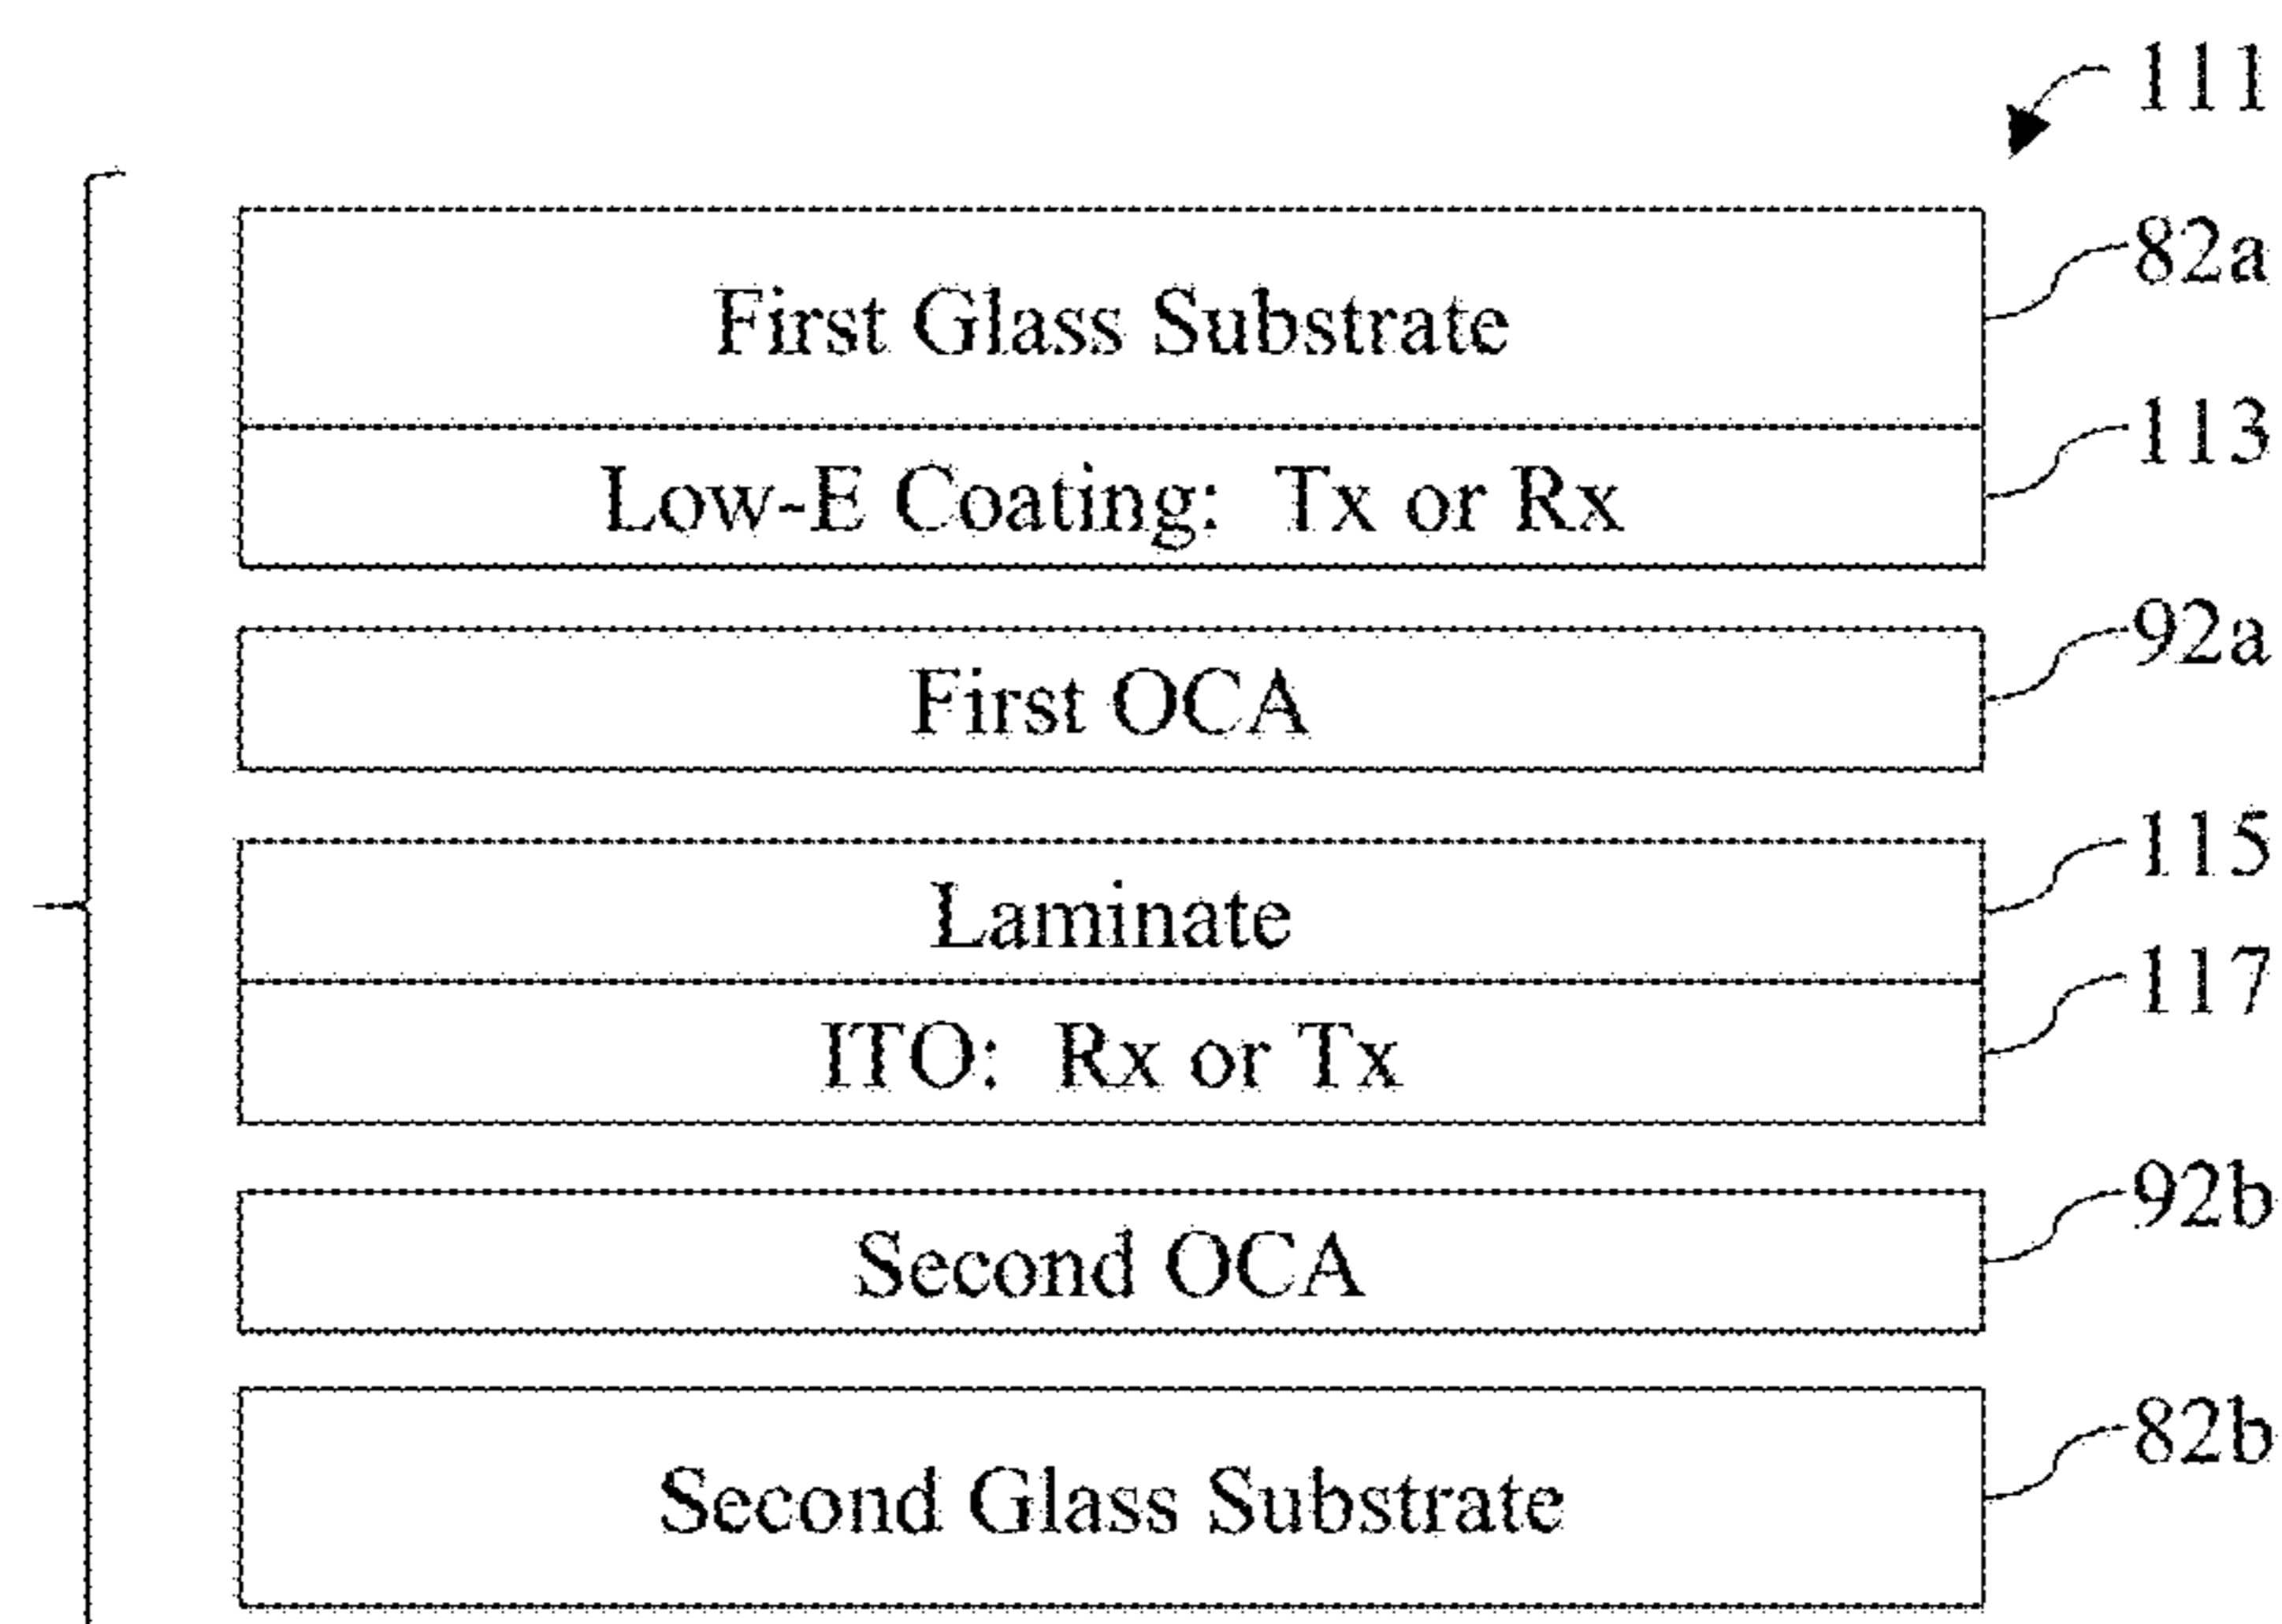 111
First Glass Substrate 82a
Low-E Coating: Tx or Rx 113
First OCA 92a
Laminate 115
ITO: Rx or Tx 117
Second OCA 92b
Second Glass Substrate 82b